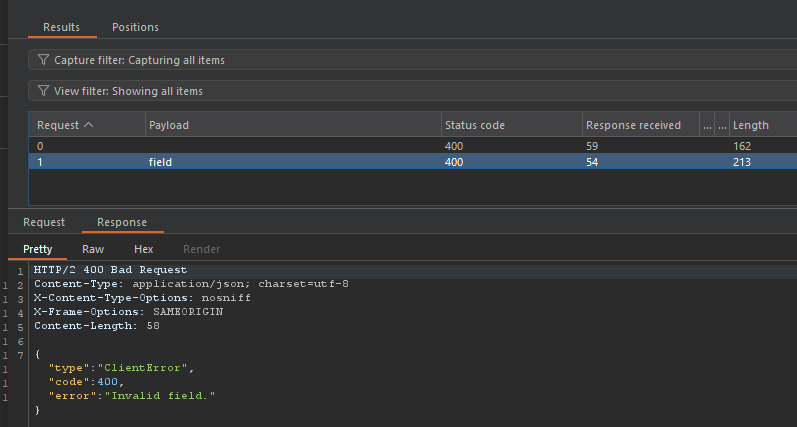 Results Positions
Capture filter: Capturing all items
View filter: Showing all items
Request Payload Status code Response received ... ... Length
0 400 59 162
1 field 400 54 213
Request Response
Pretty Raw Hex Render
1 HTTP/2 400 Bad Request
2 Content-Type: application/json; charset=utf-8
3 X-Content-Type-Options: nosniff
4 X-Frame-Options: SAMEORIGIN
5 Content-Length: 58
6
7 {
"type":"ClientError",
"code":400,
"error":"Invalid field."
}